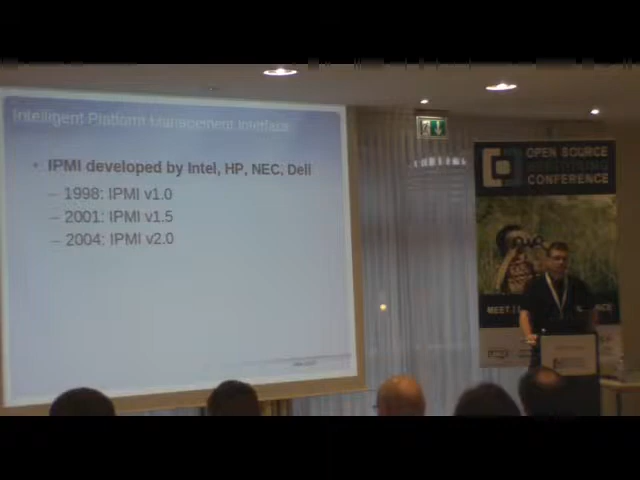 Intelligent Platform Management Interface
• IPMI developed by Intel, HP, NEC, Dell
– 1998: IPMI v1.0
– 2001: IPMI v1.5
– 2004: IPMI v2.0
OPEN SOURCE
CONFERENCE
MEET